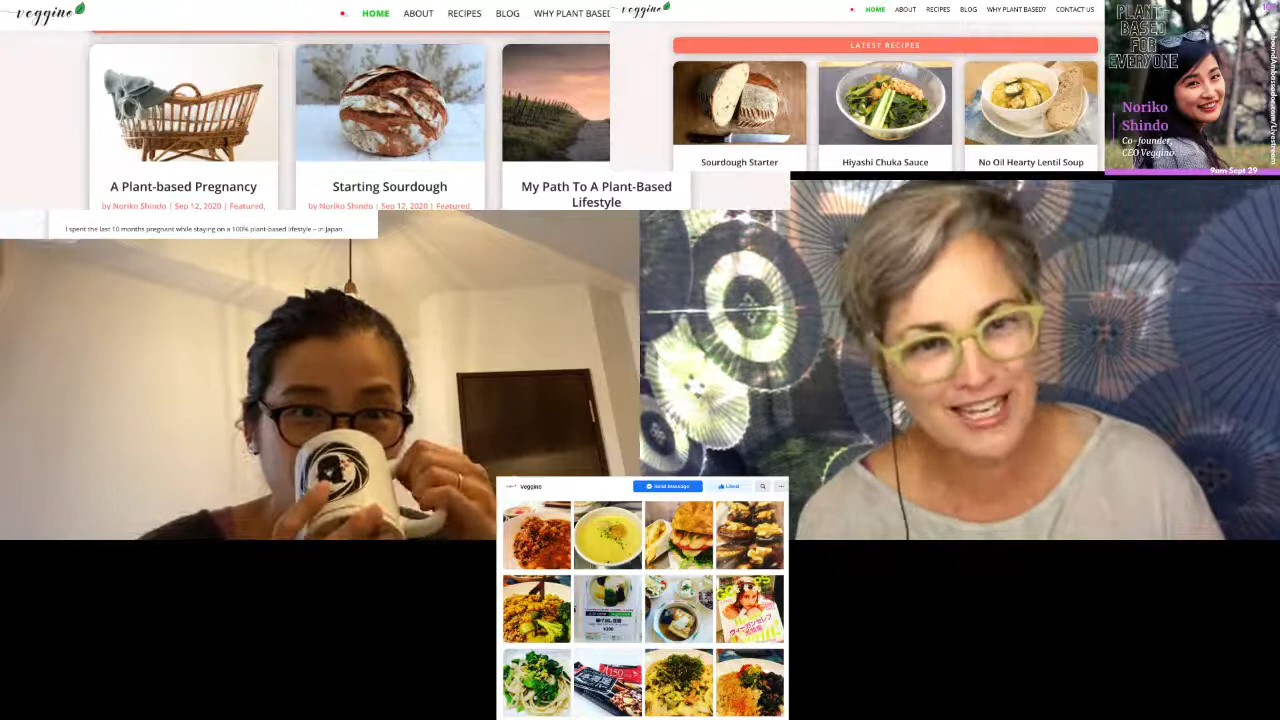 veggino
HOME ABOUT RECIPES BLOG WHY PLANT BASED
A Plant-based Pregnancy
by Noriko Shindo | Sep 12, 2020 | Featured,
Starting Sourdough
by Noriko Shindo | Sep 12, 2020 | Featured,
My Path To A Plant-Based
Lifestyle
I spent the last 10 months pregnant while staying on a 100% plant-based lifestyle – in Japan.
veggino
HOME ABOUT RECIPES BLOG WHY PLANT BASED? CONTACT US
LATEST RECIPES
Sourdough Starter
Hiyashi Chuka Sauce
No Oil Hearty Lentil Soup
PLANT-
BASED
FOR
EVERYONE
Noriko
Shindo
Co-founder,
CEO Veggino
9am Sept 29
Veggino
Send Message
Liked